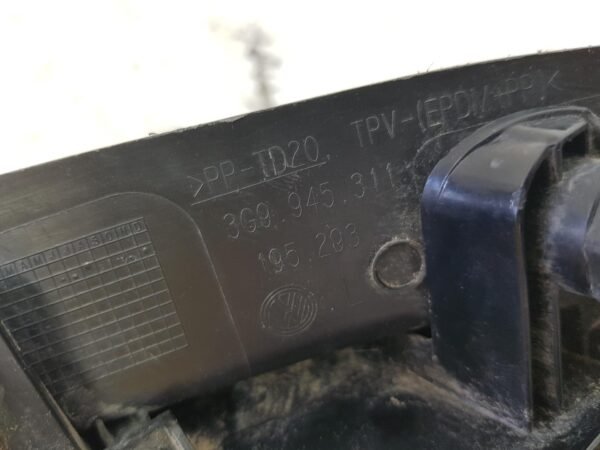 >PP-TD20, TPV-(EPDM+PP)<
3G9.945.311
195.293
L